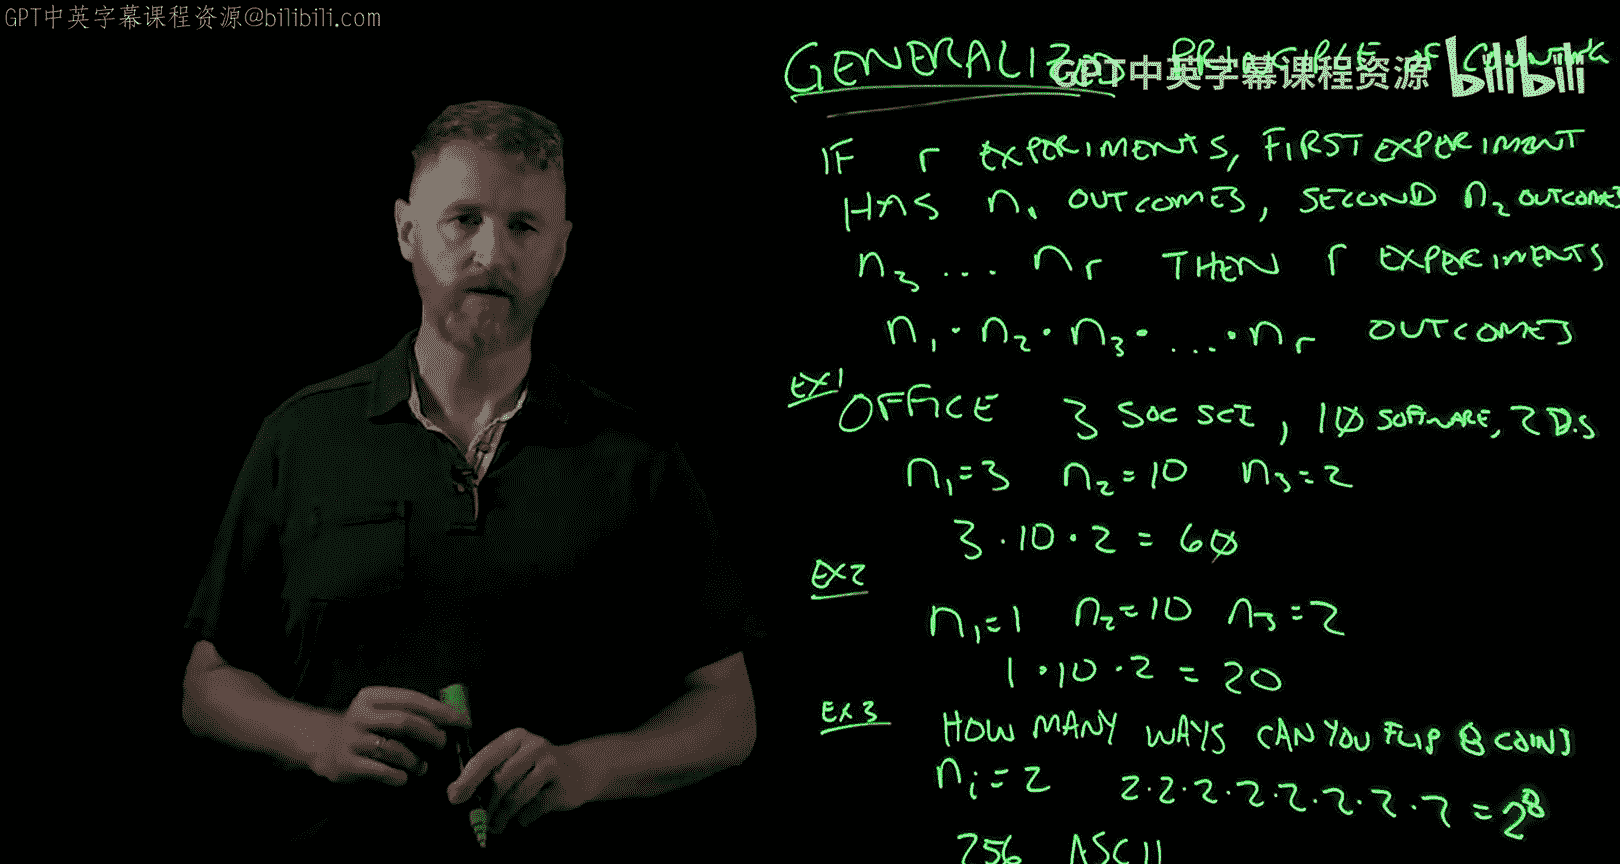 GPT中英字幕课程资源@bilibili.com
GPT中英字幕课程资源 bilibili
GENERALIZED PRINCIPLE OF
IF r EXPERIMENTS, FIRST EXPERIMENT
HAS n₁ OUTCOMES, SECOND n₂ OUTCOMES
n₃ ... nᵣ THEN r EXPERIMENTS
n₁ · n₂ · n₃ · ... · nᵣ OUTCOMES
EX1
OFFICE 3 SOC SCI, 10 SOFTWARE, 2 D.S
n₁=3 n₂=10 n₃=2
3 · 10 · 2 = 60
EX2
n₁=1 n₂=10 n₃=2
1 · 10 · 2 = 20
EX3
HOW MANY WAYS CAN YOU FLIP 8 COINS
nᵢ=2 2·2·2·2·2·2·2·2 = 2⁸
256 ASCII